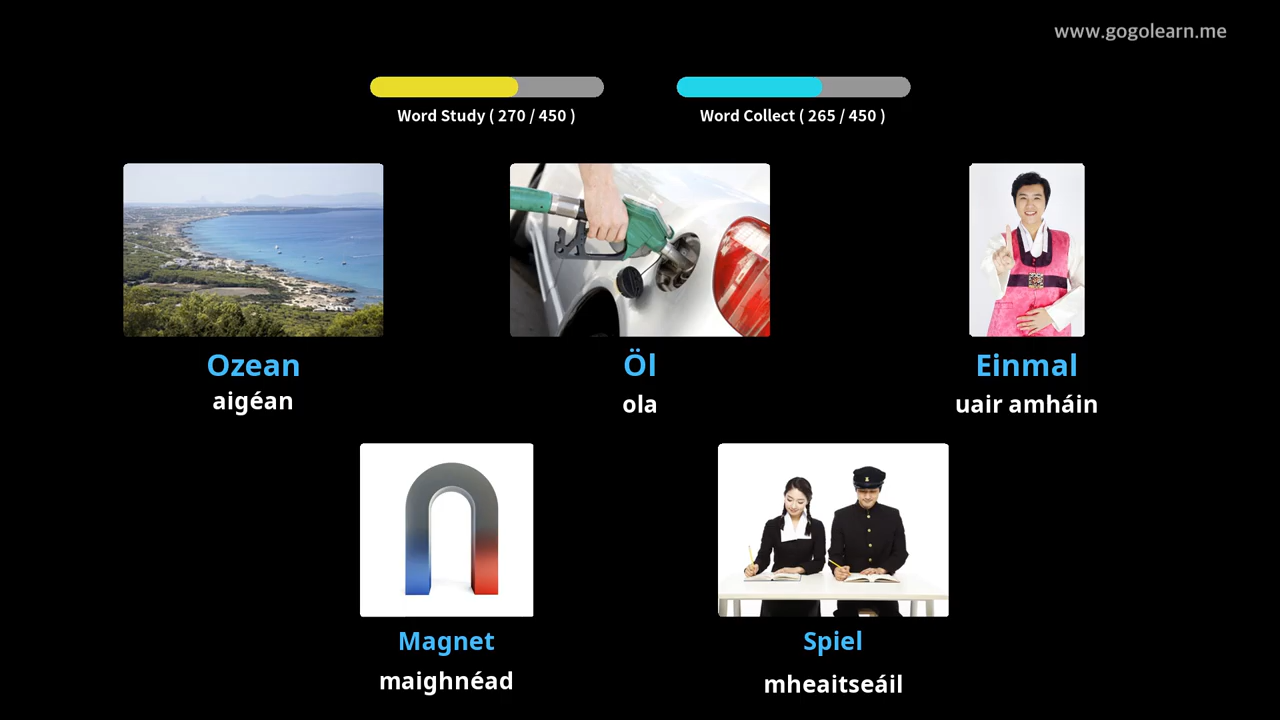 www.gogolearn.me
Word Study ( 270 / 450 )
Word Collect ( 265 / 450 )
Ozean
aigéan
Öl
ola
Einmal
uair amháin
Magnet
maighnéad
Spiel
mheaitseáil